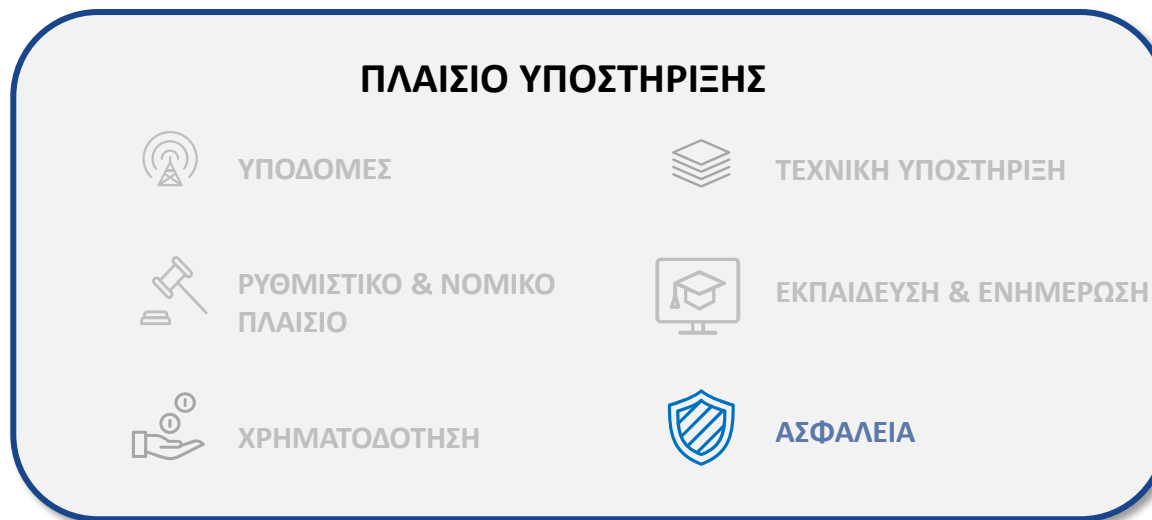 ΠΛΑΙΣΙΟ ΥΠΟΣΤΗΡΙΞΗΣ
ΥΠΟΔΟΜΕΣ
ΤΕΧΝΙΚΗ ΥΠΟΣΤΗΡΙΞΗ
ΡΥΘΜΙΣΤΙΚΟ & ΝΟΜΙΚΟ
ΠΛΑΙΣΙΟ
ΕΚΠΑΙΔΕΥΣΗ & ΕΝΗΜΕΡΩΣΗ
ΧΡΗΜΑΤΟΔΟΤΗΣΗ
ΑΣΦΑΛΕΙΑ